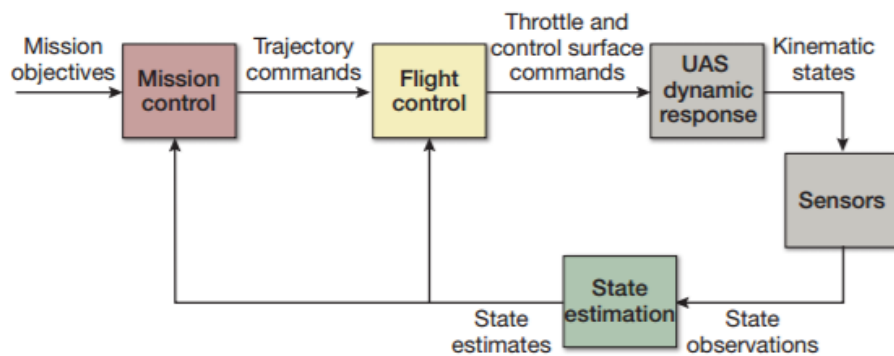 Mission
objectives
Mission
control
Trajectory
commands
Flight
control
Throttle and
control surface
commands
UAS
dynamic
response
Kinematic
states
Sensors
State
estimation
State
estimates
State
observations